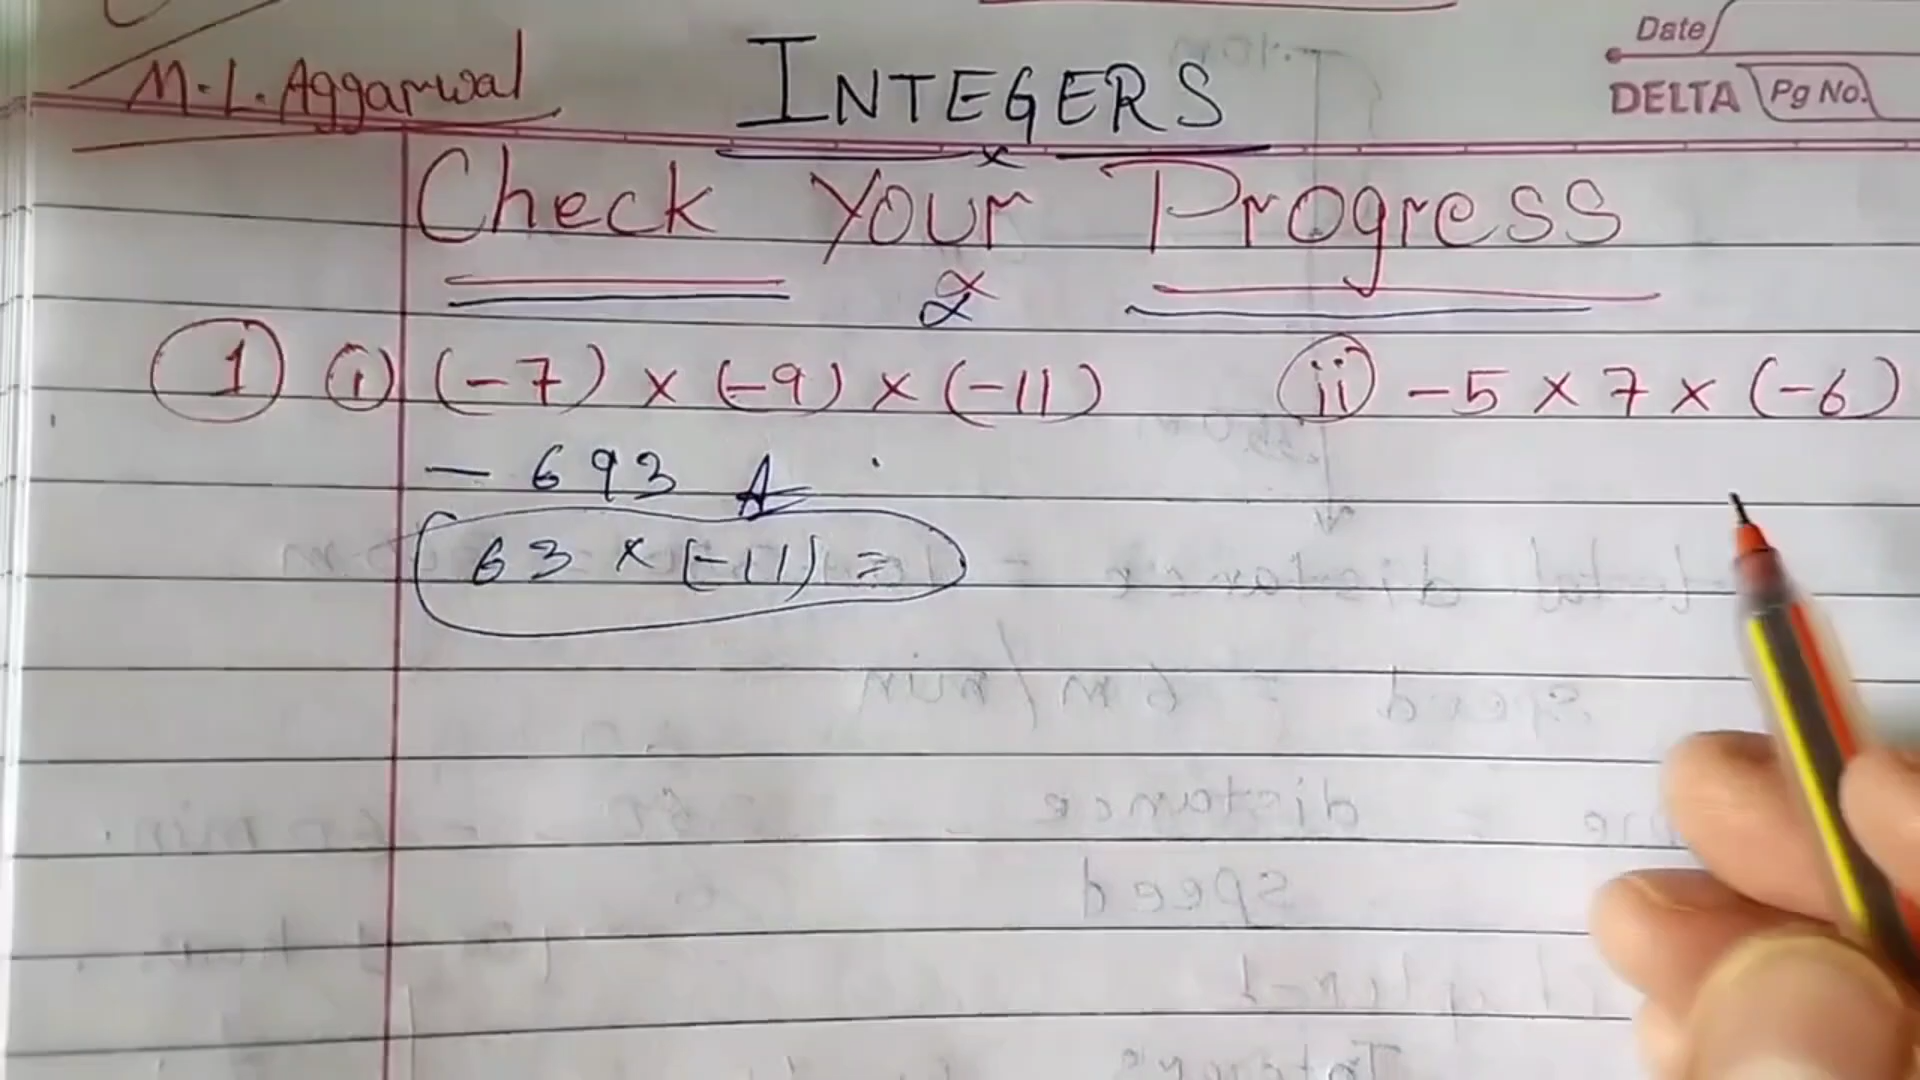 Date
M.L. Aggarwal INTEGERS
DELTA Pg No.
Check Your Progress
1 i (-7) × (-9) × (-11) ii -5 × 7 × (-6)
- 693 A
63 × (-11) =